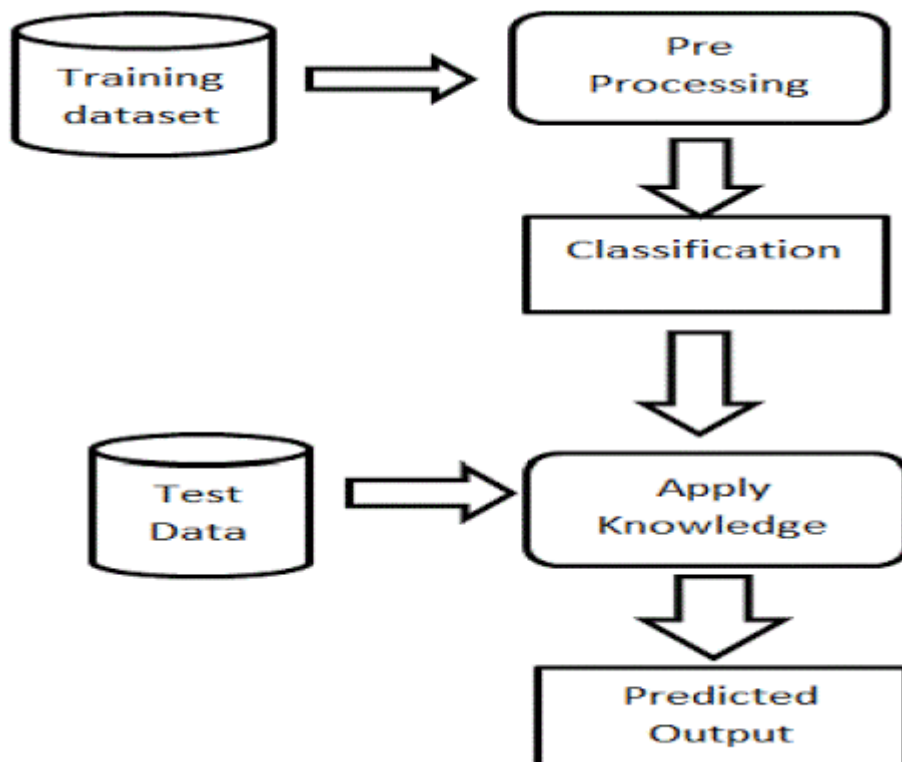 Training
dataset
Pre
Processing
Classification
Test
Data
Apply
Knowledge
Predicted
Output